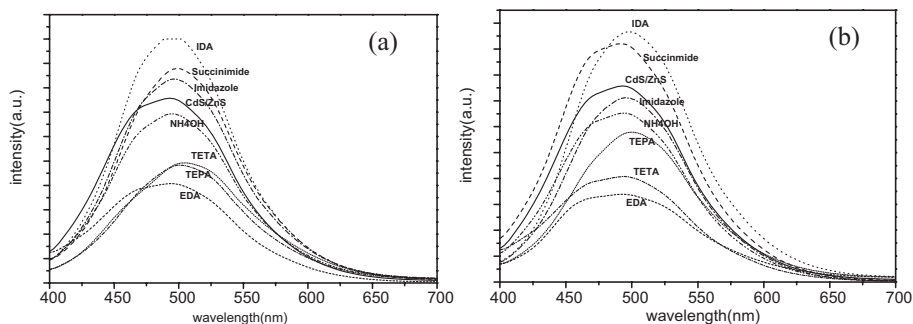 (a)
IDA
Succinimide
Imidazole
CdS/ZnS
NH4OH
TETA
TEPA
EDA
intensity(a.u.)
400 450 500 550 600 650 700
wavelength(nm)
(b)
IDA
Succinmide
CdS/ZnS
Imidazole
NH4OH
TEPA
TETA
EDA
intensity(a.u.)
400 450 500 550 600 650 700
wavelength(nm)